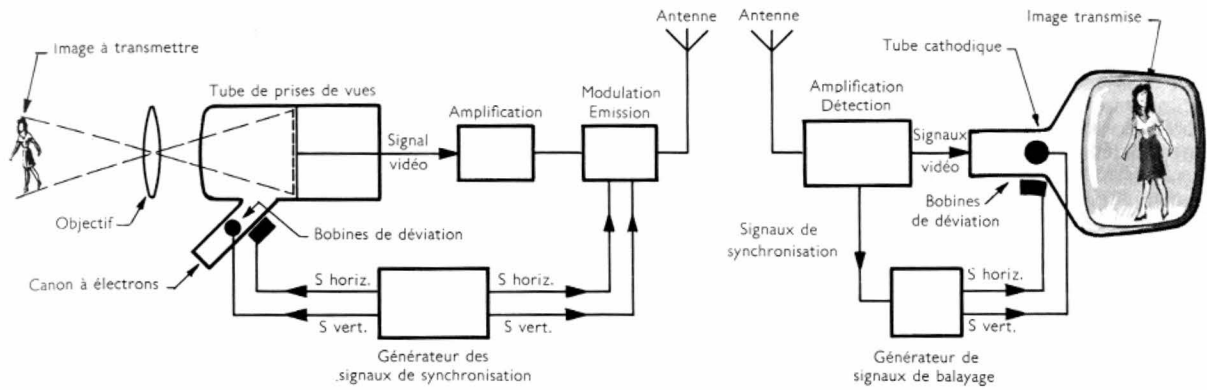 Image à transmettre
Tube de prises de vues
Objectif
Canon à électrons
Bobines de déviation
Signal
vidéo
Amplification
Modulation
Emission
Antenne
S horiz.
S vert.
S horiz.
S vert.
Générateur des
.signaux de synchronisation
Antenne
Amplification
Détection
Signaux
vidéo
Signaux de
synchronisation
Tube cathodique
Image transmise
Bobines
de déviation
S horiz.
S vert.
Générateur de
signaux de balayage